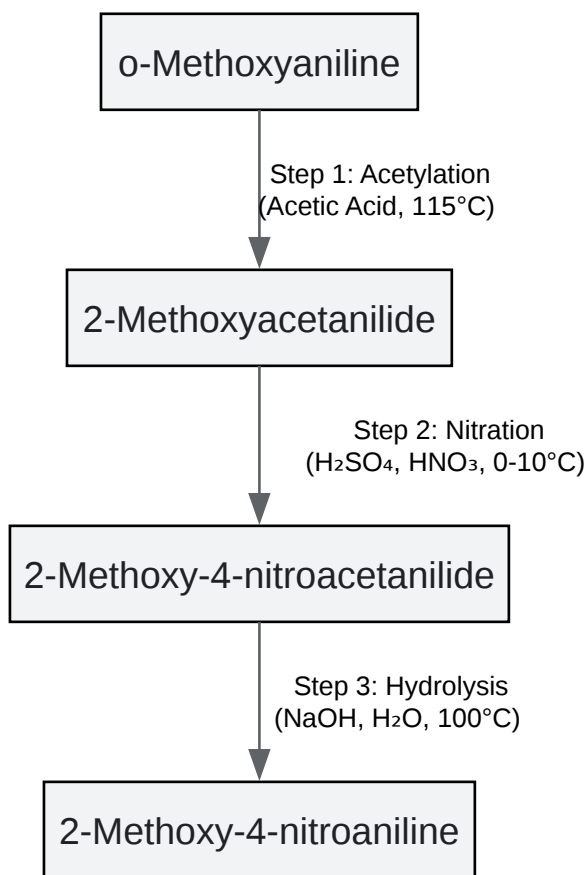 o-Methoxyaniline
Step 1: Acetylation
(Acetic Acid, 115°C)
2-Methoxyacetanilide
Step 2: Nitration
(H₂SO₄, HNO₃, 0-10°C)
2-Methoxy-4-nitroacetanilide
Step 3: Hydrolysis
(NaOH, H₂O, 100°C)
2-Methoxy-4-nitroaniline